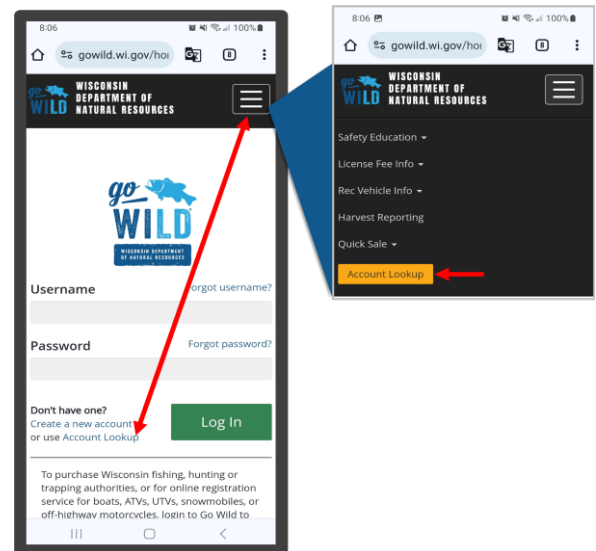 8:06
100%
gowild.wi.gov/hoi
8
go
WILD
WISCONSIN
DEPARTMENT OF
NATURAL RESOURCES
go
WILD
WISCONSIN DEPARTMENT
OF NATURAL RESOURCES
Username
Forgot username?
Password
Forgot password?
Don't have one?
Create a new account
or use Account Lookup
Log In
To purchase Wisconsin fishing, hunting or
trapping authorities, or for online registration
service for boats, ATVs, UTVs, snowmobiles, or
off-highway motorcycles, login to Go Wild to
8:06
100%
gowild.wi.gov/hoi
8
go
WILD
WISCONSIN
DEPARTMENT OF
NATURAL RESOURCES
Safety Education
License Fee Info
Rec Vehicle Info
Harvest Reporting
Quick Sale
Account Lookup